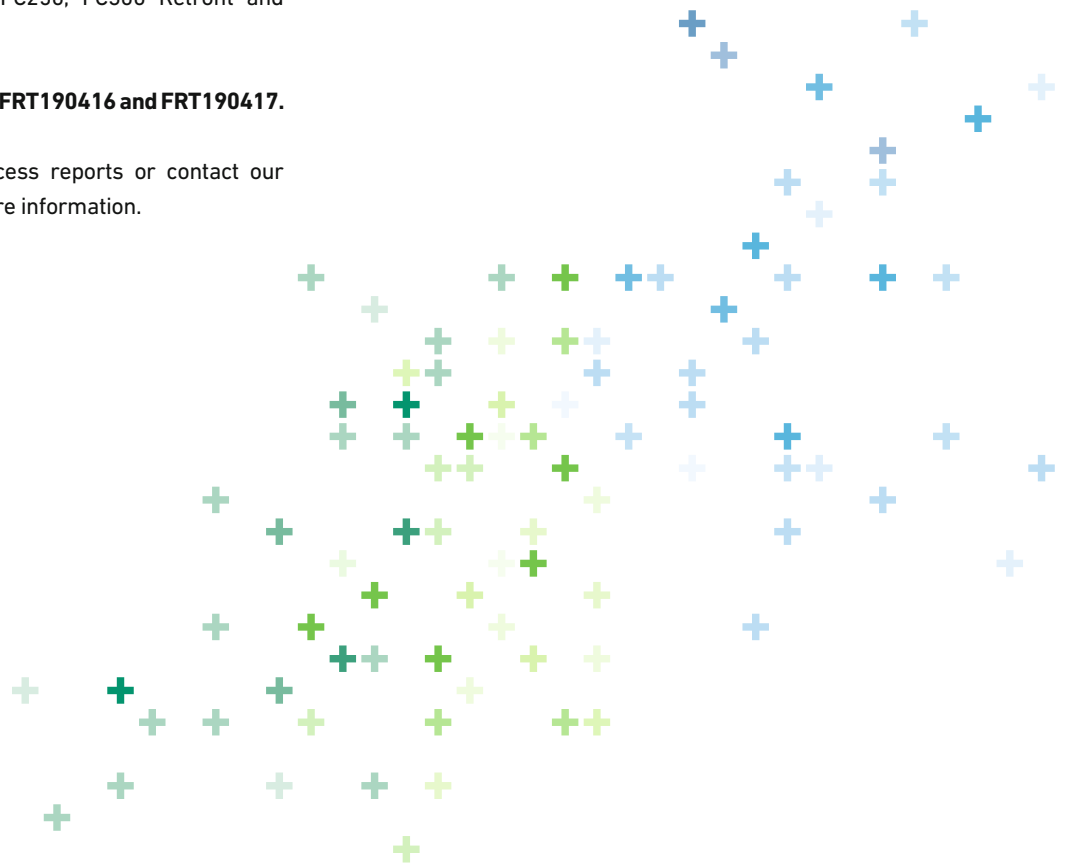 FRT190416 and FRT190417.
cess reports or contact our
re information.